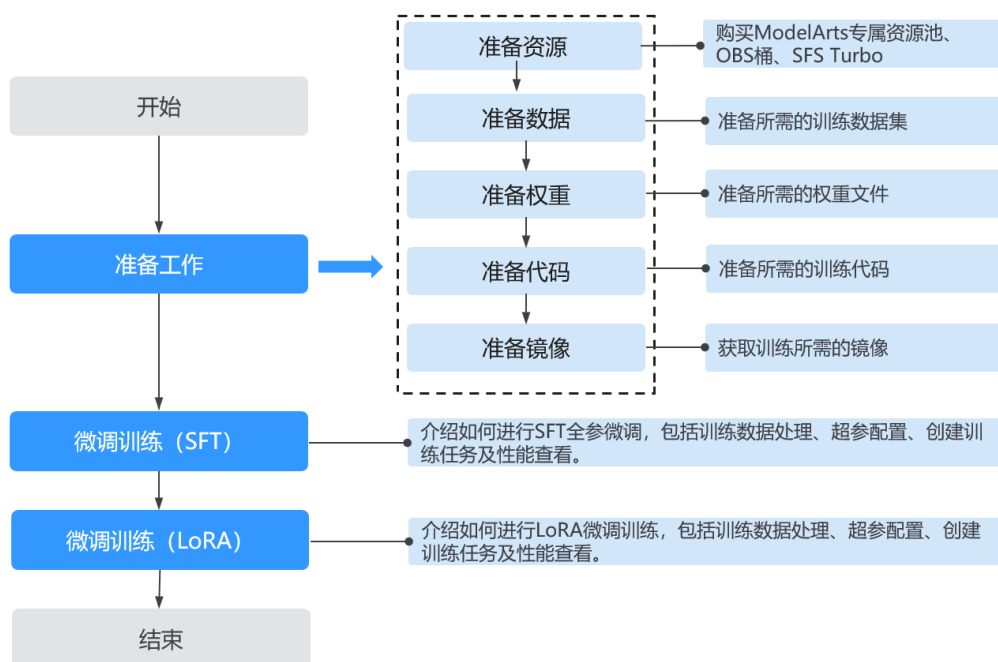 准备资源
购买ModelArts专属资源池、
OBS桶、SFS Turbo
开始
准备数据
准备所需的训练数据集
准备权重
准备所需的权重文件
准备工作
准备代码
准备所需的训练代码
准备镜像
获取训练所需的镜像
微调训练（SFT）
介绍如何进行SFT全参微调，包括训练数据处理、超参配置、创建训
练任务及性能查看。
微调训练（LoRA）
介绍如何进行LoRA微调训练，包括训练数据处理、超参配置、创建
训练任务及性能查看。
结束